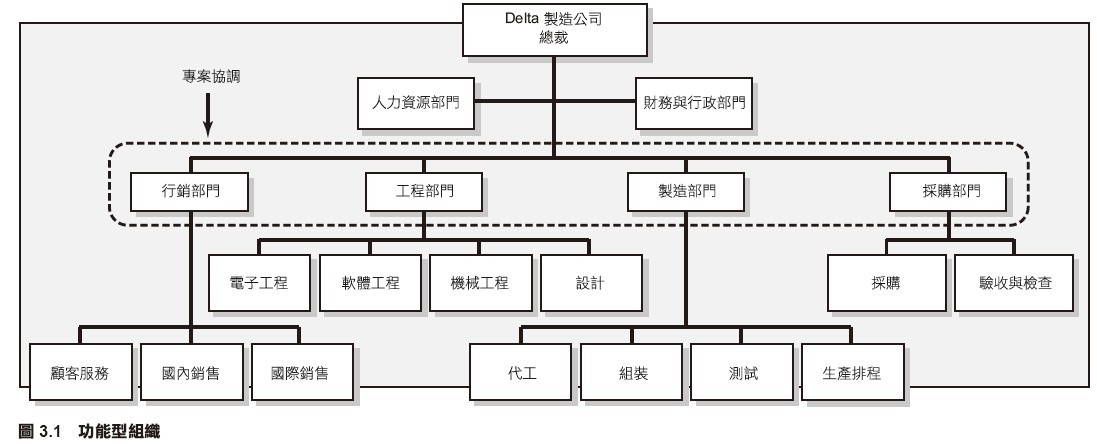 Delta 製造公司
總裁
專案協調
人力資源部門
財務與行政部門
行銷部門
工程部門
製造部門
採購部門
電子工程
軟體工程
機械工程
設計
採購
驗收與檢查
顧客服務
國內銷售
國際銷售
代工
組裝
測試
生產排程
圖 3.1 功能型組織